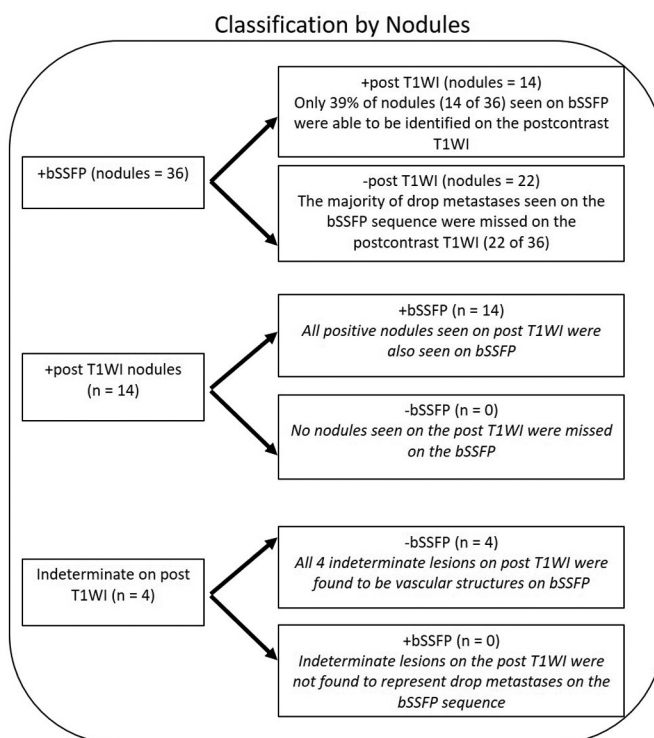 Classification by Nodules
+bSSFP (nodules = 36)
+post T1WI (nodules = 14)
Only 39% of nodules (14 of 36) seen on bSSFP
were able to be identified on the postcontrast
T1WI
-post T1WI (nodules = 22)
The majority of drop metastases seen on the
bSSFP sequence were missed on the
postcontrast T1WI (22 of 36)
+post T1WI nodules
(n = 14)
+bSSFP (n = 14)
All positive nodules seen on post T1WI were
also seen on bSSFP
-bSSFP (n = 0)
No nodules seen on the post T1WI were missed
on the bSSFP
Indeterminate on post
T1WI (n = 4)
-bSSFP (n = 4)
All 4 indeterminate lesions on post T1WI were
found to be vascular structures on bSSFP
+bSSFP (n = 0)
Indeterminate lesions on the post T1WI were
not found to represent drop metastases on the
bSSFP sequence